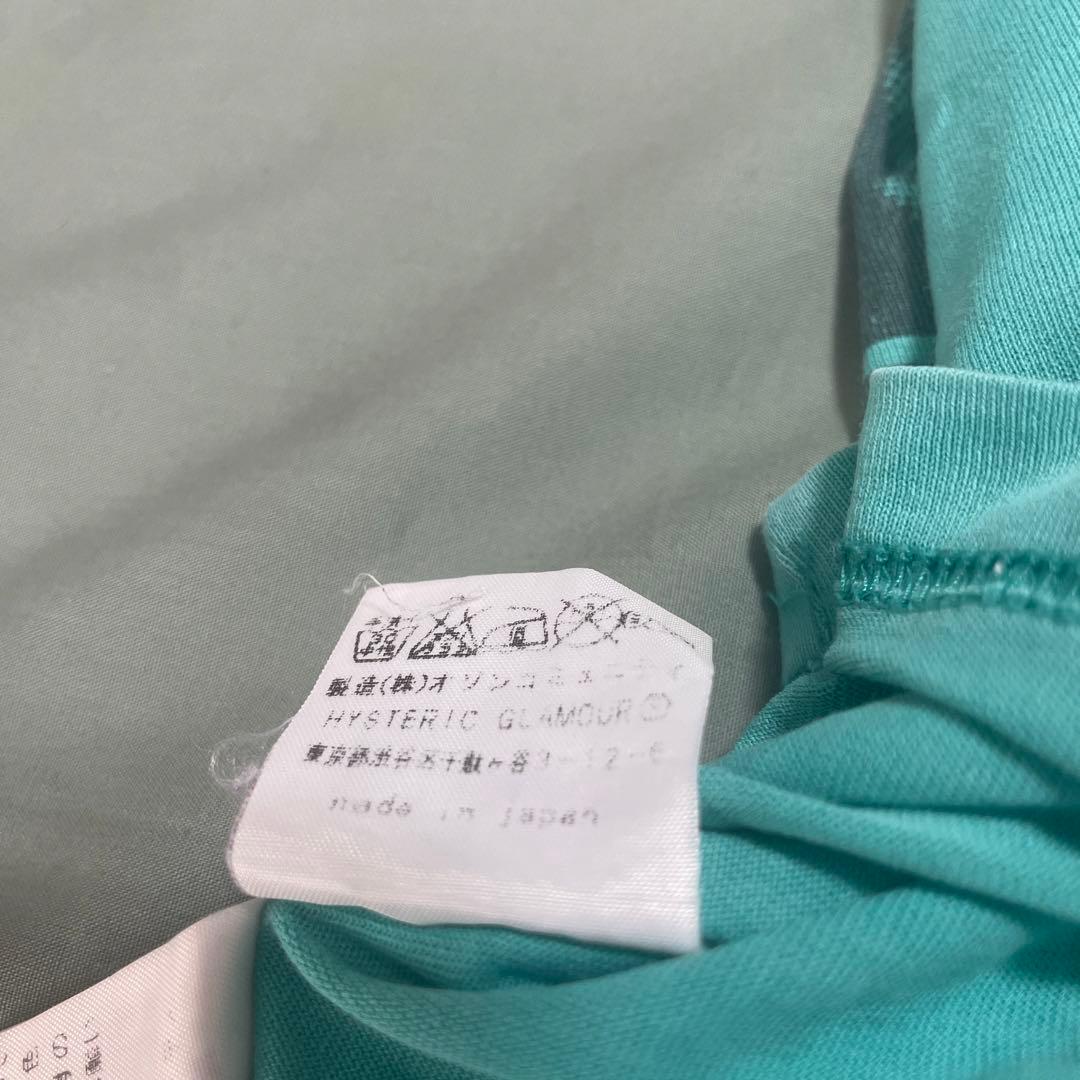 製造(株)オゾンコミュニティ
HYSTERIC GLAMOUR
東京都渋谷区千駄ヶ谷3-12-6
made in japan
色